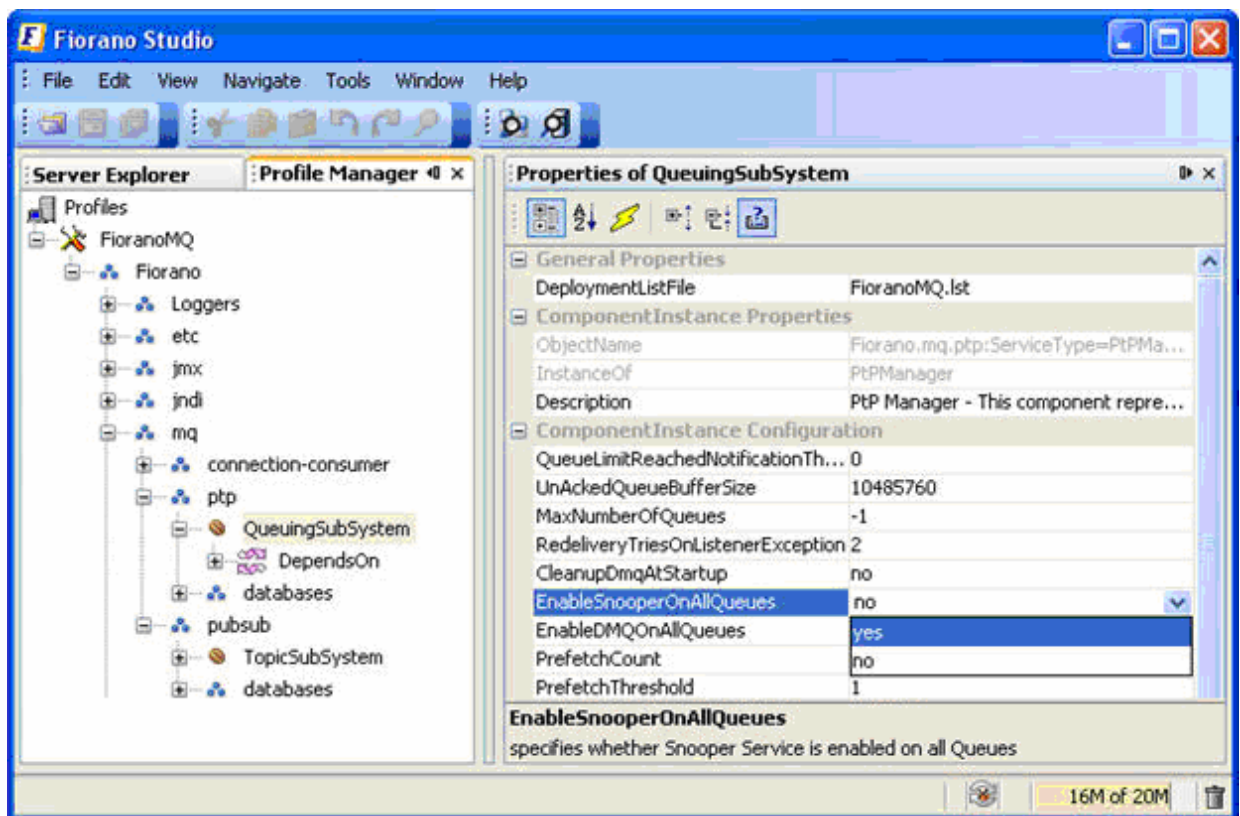 Fiorano Studio
File Edit View Navigate Tools Window Help
Server Explorer
Profile Manager
Profiles
FioranoMQ
Fiorano
Loggers
etc
jmx
jndi
mq
connection-consumer
ptp
QueuingSubSystem
DependsOn
databases
pubsub
TopicSubSystem
databases
Properties of QueuingSubSystem
General Properties
DeploymentListFile FioranoMQ.lst
ComponentInstance Properties
ObjectName Fiorano.mq.ptp:ServiceType=PtPMa...
InstanceOf PtPManager
Description PtP Manager - This component repre...
ComponentInstance Configuration
QueueLimitReachedNotificationTh... 0
UnAckedQueueBufferSize 10485760
MaxNumberOfQueues -1
RedeliveryTriesOnListenerException 2
CleanupDmqAtStartup no
EnableSnooperOnAllQueues no
EnableDMQOnAllQueues yes
PrefetchCount no
PrefetchThreshold 1
EnableSnooperOnAllQueues
specifies whether Snooper Service is enabled on all Queues
16M of 20M